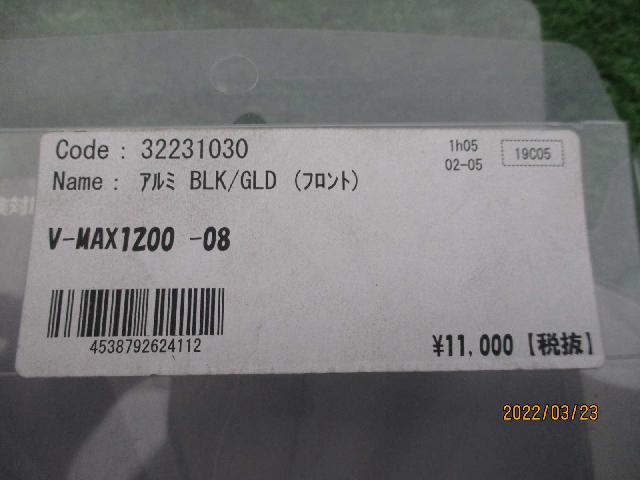 Code : 32231030
1h05
02-05
19C05
Name : ｱﾙﾐ BLK/GLD (ﾌﾛﾝﾄ)
V-MAX1200 -08
4538792624112
¥11,000【税抜】
2022/03/23